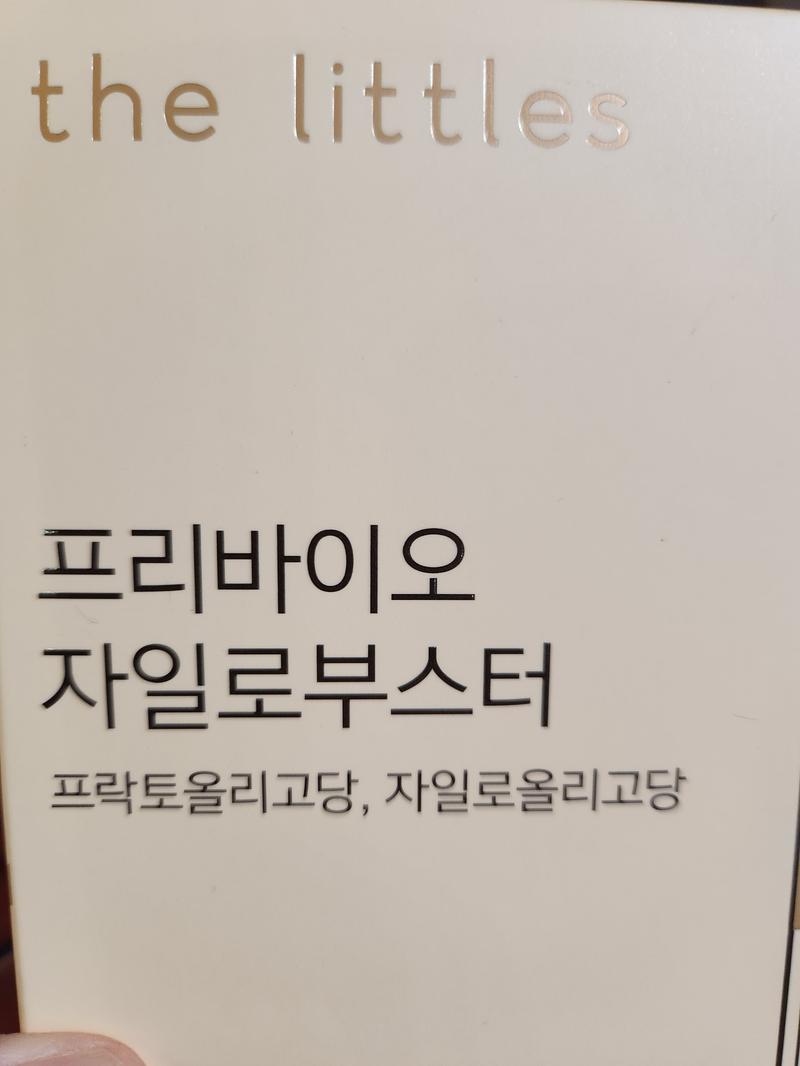 the littles
프리바이오
자일로부스터
프락토올리고당, 자일로올리고당